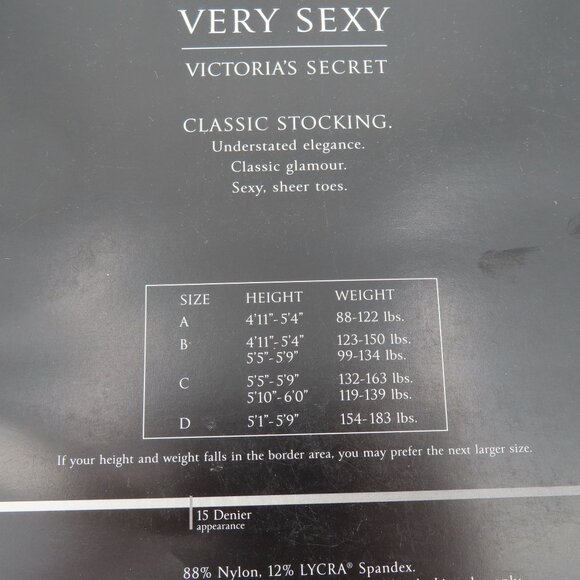 VERY SEXY
VICTORIA'S SECRET
CLASSIC STOCKING.
Understated elegance.
Classic glamour.
Sexy, sheer toes.
SIZE HEIGHT WEIGHT
A 4'11"-5'4" 88-122 lbs.
B 4'11"-5'4" 123-150 lbs.
5'5"-5'9" 99-134 lbs.
C 5'5"-5'9" 132-163 lbs.
5'10"-6'0" 119-139 lbs.
D 5'1"-5'9" 154-183 lbs.
If your height and weight falls in the border area, you may prefer the next larger size.
15 Denier
appearance
88% Nylon, 12% LYCRA® Spandex.